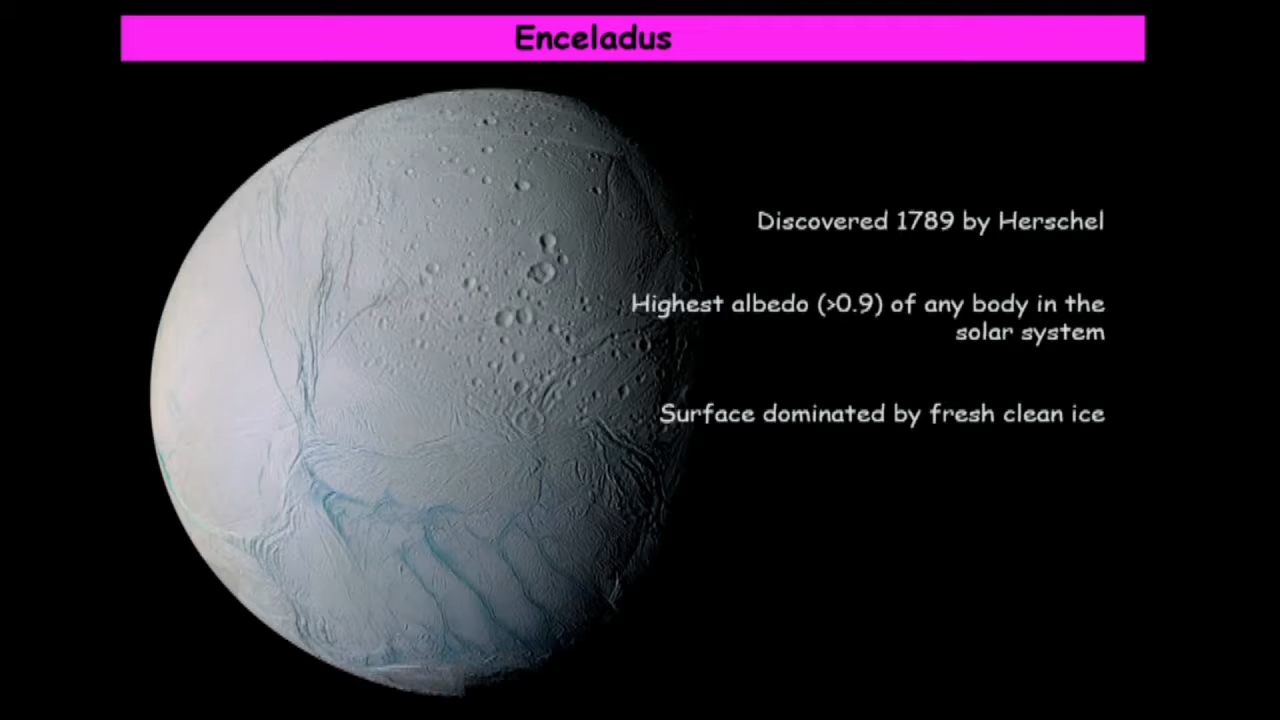 Enceladus
Discovered 1789 by Herschel
Highest albedo (>0.9) of any body in the
solar system
Surface dominated by fresh clean ice